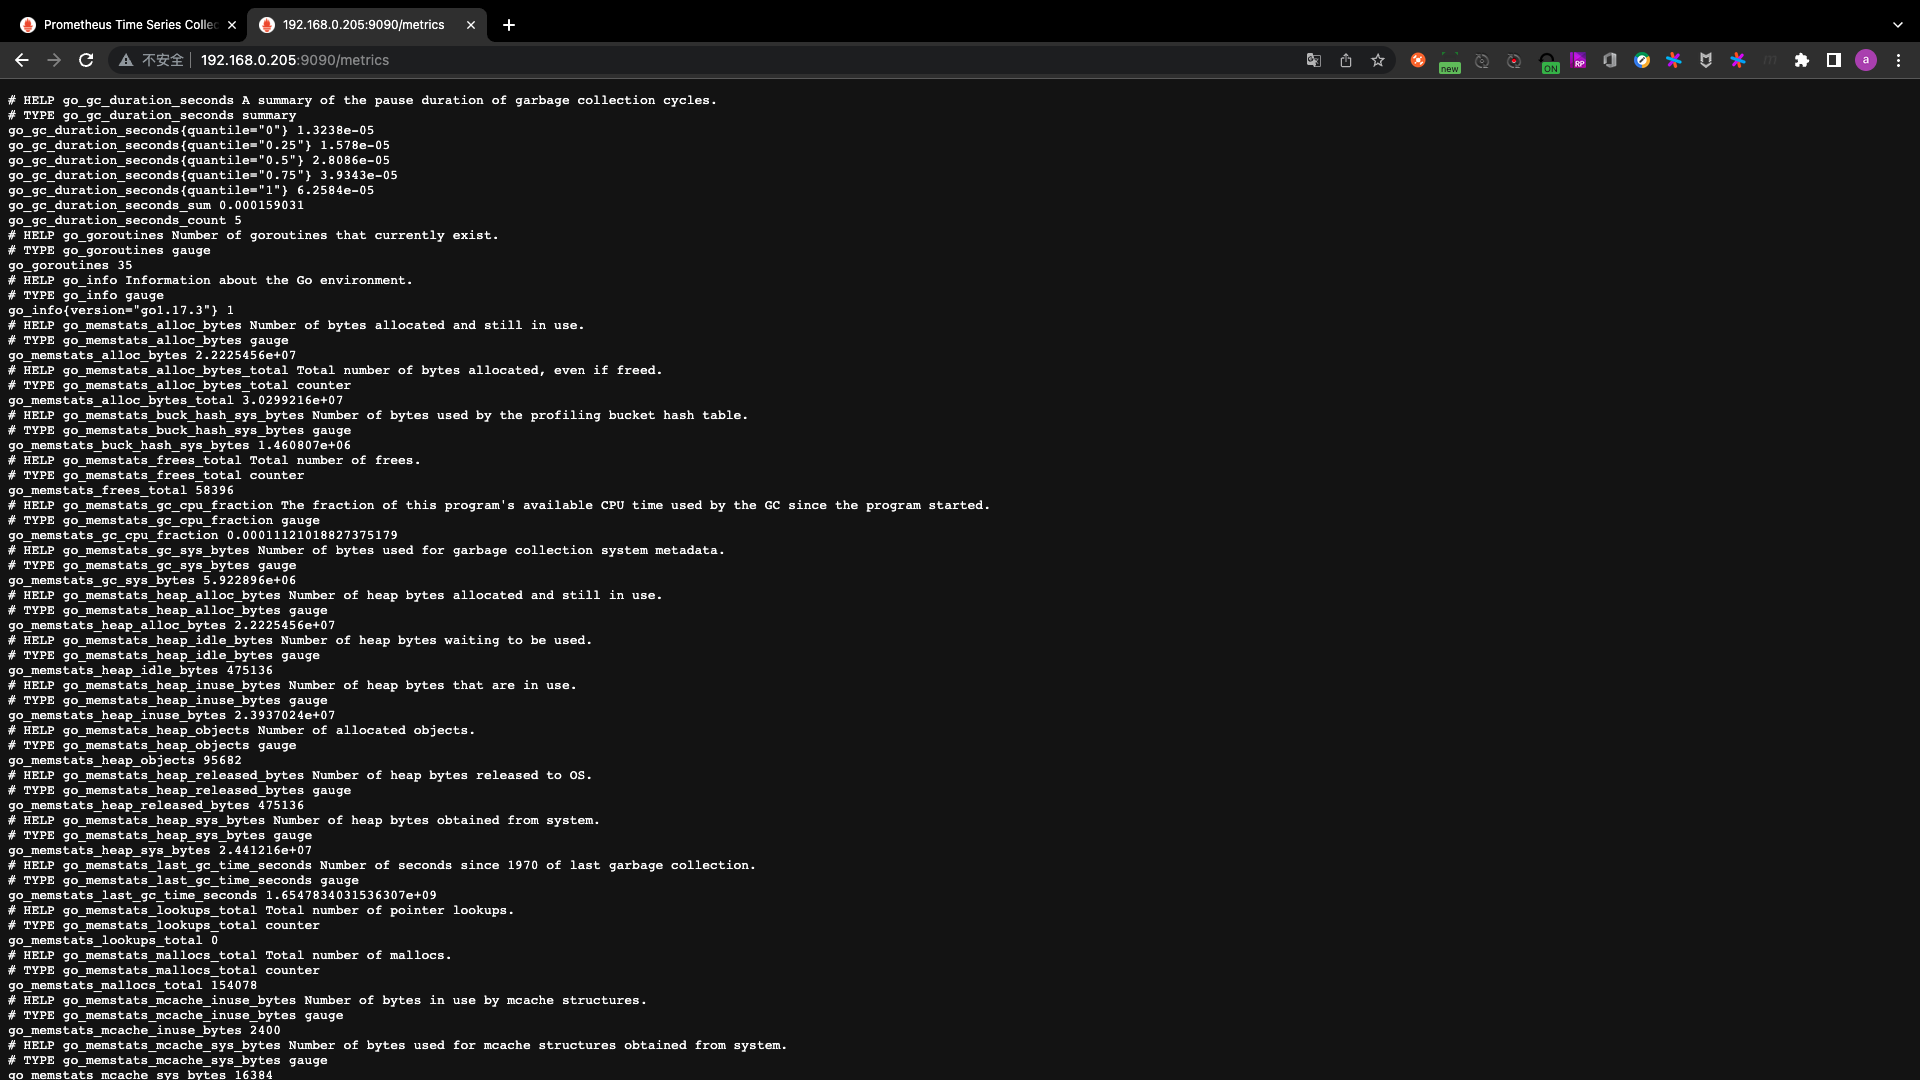 Prometheus Time Series Collec
192.168.0.205:9090/metrics
不安全
192.168.0.205:9090/metrics
new
ON
RP
a
# HELP go_gc_duration_seconds A summary of the pause duration of garbage collection cycles.
# TYPE go_gc_duration_seconds summary
go_gc_duration_seconds{quantile="0"} 1.3238e-05
go_gc_duration_seconds{quantile="0.25"} 1.578e-05
go_gc_duration_seconds{quantile="0.5"} 2.8086e-05
go_gc_duration_seconds{quantile="0.75"} 3.9343e-05
go_gc_duration_seconds{quantile="1"} 6.2584e-05
go_gc_duration_seconds_sum 0.000159031
go_gc_duration_seconds_count 5
# HELP go_goroutines Number of goroutines that currently exist.
# TYPE go_goroutines gauge
go_goroutines 35
# HELP go_info Information about the Go environment.
# TYPE go_info gauge
go_info{version="go1.17.3"} 1
# HELP go_memstats_alloc_bytes Number of bytes allocated and still in use.
# TYPE go_memstats_alloc_bytes gauge
go_memstats_alloc_bytes 2.2225456e+07
# HELP go_memstats_alloc_bytes_total Total number of bytes allocated, even if freed.
# TYPE go_memstats_alloc_bytes_total counter
go_memstats_alloc_bytes_total 3.0299216e+07
# HELP go_memstats_buck_hash_sys_bytes Number of bytes used by the profiling bucket hash table.
# TYPE go_memstats_buck_hash_sys_bytes gauge
go_memstats_buck_hash_sys_bytes 1.460807e+06
# HELP go_memstats_frees_total Total number of frees.
# TYPE go_memstats_frees_total counter
go_memstats_frees_total 58396
# HELP go_memstats_gc_cpu_fraction The fraction of this program's available CPU time used by the GC since the program started.
# TYPE go_memstats_gc_cpu_fraction gauge
go_memstats_gc_cpu_fraction 0.00011121018827375179
# HELP go_memstats_gc_sys_bytes Number of bytes used for garbage collection system metadata.
# TYPE go_memstats_gc_sys_bytes gauge
go_memstats_gc_sys_bytes 5.922896e+06
# HELP go_memstats_heap_alloc_bytes Number of heap bytes allocated and still in use.
# TYPE go_memstats_heap_alloc_bytes gauge
go_memstats_heap_alloc_bytes 2.2225456e+07
# HELP go_memstats_heap_idle_bytes Number of heap bytes waiting to be used.
# TYPE go_memstats_heap_idle_bytes gauge
go_memstats_heap_idle_bytes 475136
# HELP go_memstats_heap_inuse_bytes Number of heap bytes that are in use.
# TYPE go_memstats_heap_inuse_bytes gauge
go_memstats_heap_inuse_bytes 2.3937024e+07
# HELP go_memstats_heap_objects Number of allocated objects.
# TYPE go_memstats_heap_objects gauge
go_memstats_heap_objects 95682
# HELP go_memstats_heap_released_bytes Number of heap bytes released to OS.
# TYPE go_memstats_heap_released_bytes gauge
go_memstats_heap_released_bytes 475136
# HELP go_memstats_heap_sys_bytes Number of heap bytes obtained from system.
# TYPE go_memstats_heap_sys_bytes gauge
go_memstats_heap_sys_bytes 2.441216e+07
# HELP go_memstats_last_gc_time_seconds Number of seconds since 1970 of last garbage collection.
# TYPE go_memstats_last_gc_time_seconds gauge
go_memstats_last_gc_time_seconds 1.6547834031536307e+09
# HELP go_memstats_lookups_total Total number of pointer lookups.
# TYPE go_memstats_lookups_total counter
go_memstats_lookups_total 0
# HELP go_memstats_mallocs_total Total number of mallocs.
# TYPE go_memstats_mallocs_total counter
go_memstats_mallocs_total 154078
# HELP go_memstats_mcache_inuse_bytes Number of bytes in use by mcache structures.
# TYPE go_memstats_mcache_inuse_bytes gauge
go_memstats_mcache_inuse_bytes 2400
# HELP go_memstats_mcache_sys_bytes Number of bytes used for mcache structures obtained from system.
# TYPE go_memstats_mcache_sys_bytes gauge
go_memstats_mcache_sys_bytes 16384